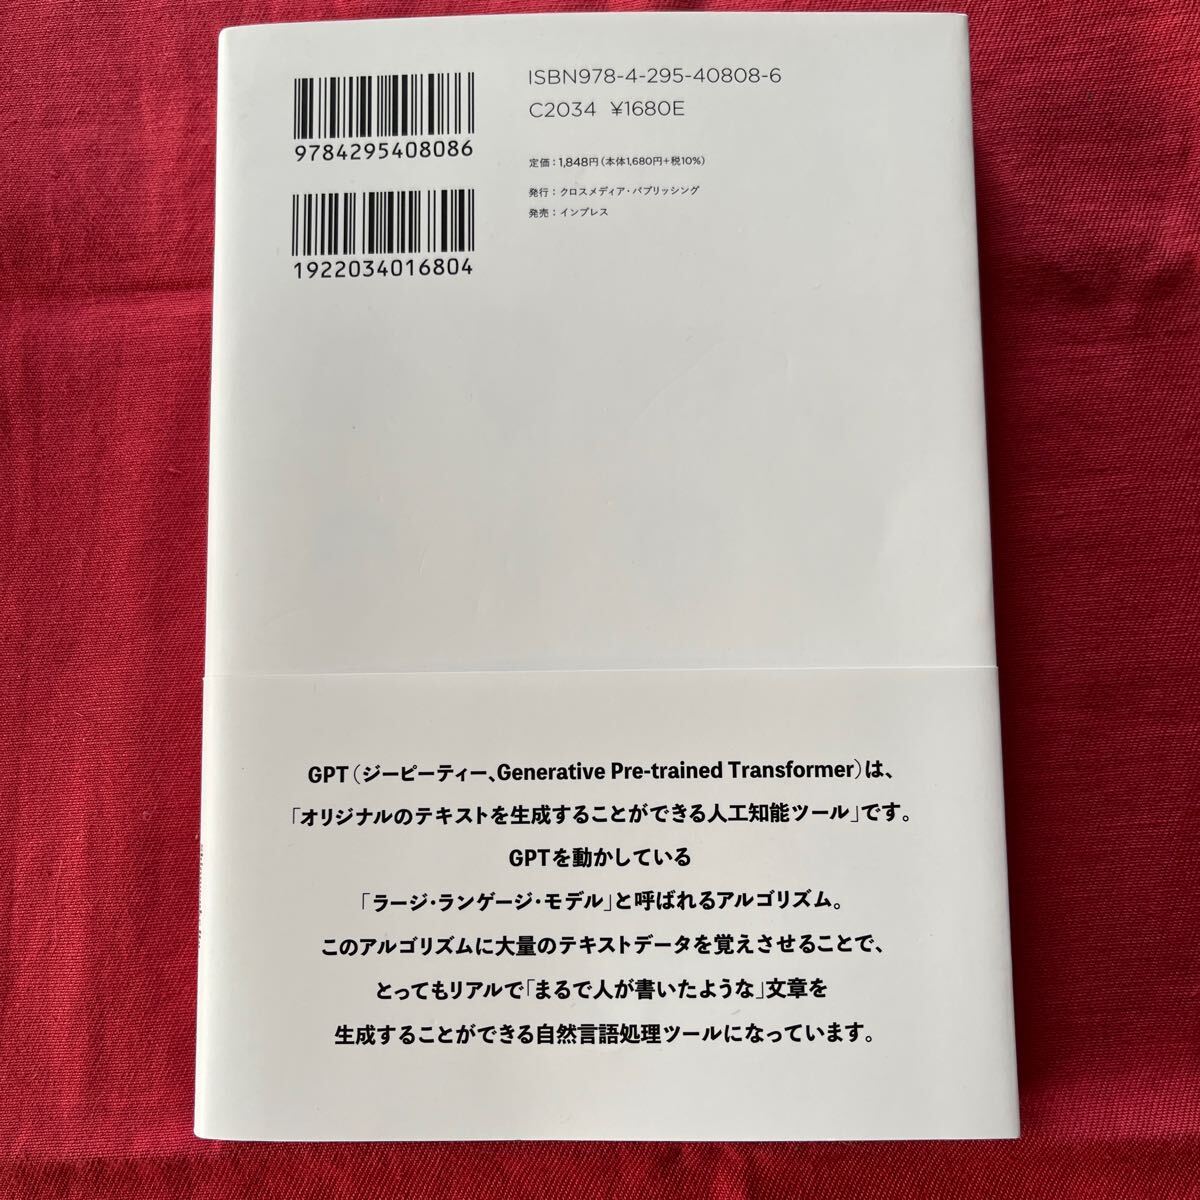 ISBN978-4-295-40808-6
C2034 ¥1680E
9784295408086
定価：1,848円（本体1,680円+税10%）
発行：クロスメディア・パブリッシング
発売：インプレス
1922034016804
GPT（ジーピーティー、Generative Pre-trained Transformer）は、
「オリジナルのテキストを生成することができる人工知能ツール」です。
GPTを動かしている
「ラージ・ランゲージ・モデル」と呼ばれるアルゴリズム。
このアルゴリズムに大量のテキストデータを覚えさせることで、
とってもリアルで「まるで人が書いたような」文章を
生成することができる自然言語処理ツールになっています。